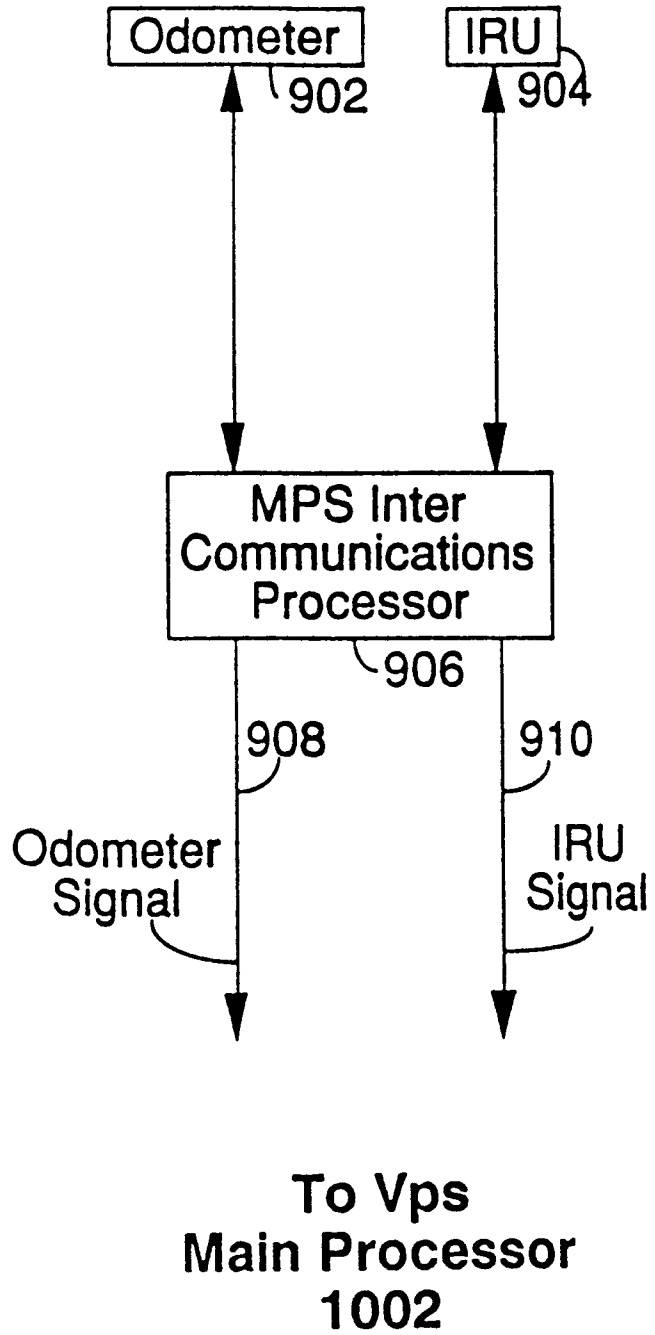 Odometer
IRU
902
904
MPS Inter
Communications
Processor
906
908
910
Odometer
Signal
IRU
Signal
To Vps
Main Processor
1002